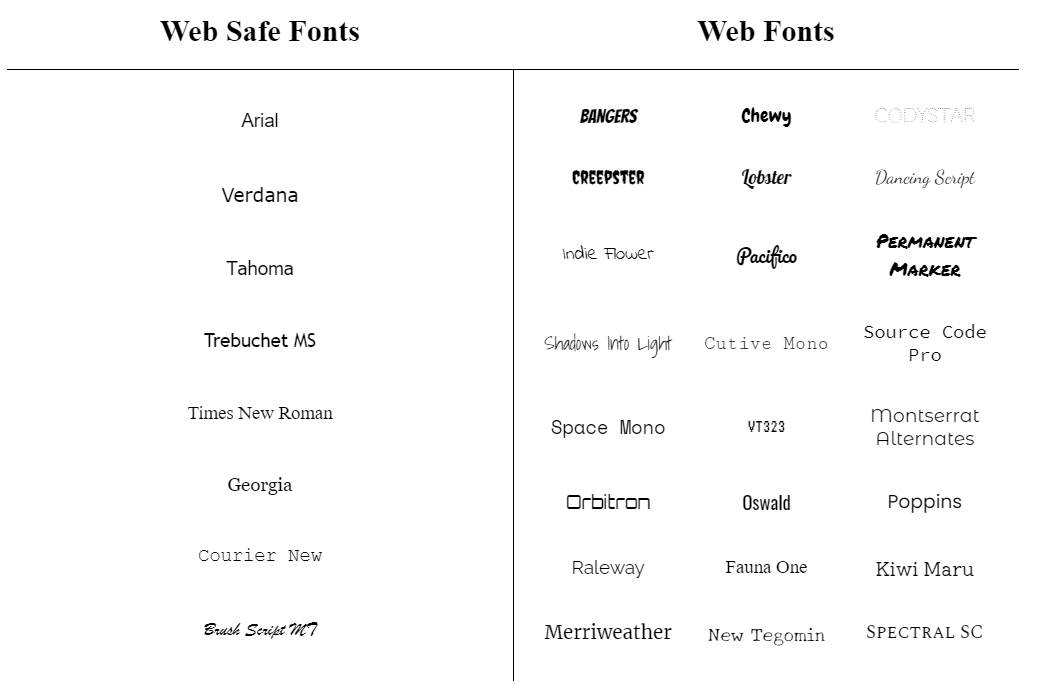 Web Safe Fonts
Web Fonts
Arial
Verdana
Tahoma
Trebuchet MS
Times New Roman
Georgia
Courier New
Brush Script MT
BANGERS
Chewy
CODYSTAR
CREEPSTER
Lobster
Dancing Script
Indie Flower
Pacifico
PERMANENT
MARKER
Shadows Into Light
Cutive Mono
Source Code
Pro
Space Mono
VT323
Montserrat
Alternates
Orbitron
Oswald
Poppins
Raleway
Fauna One
Kiwi Maru
Merriweather
New Tegomin
SPECTRAL SC